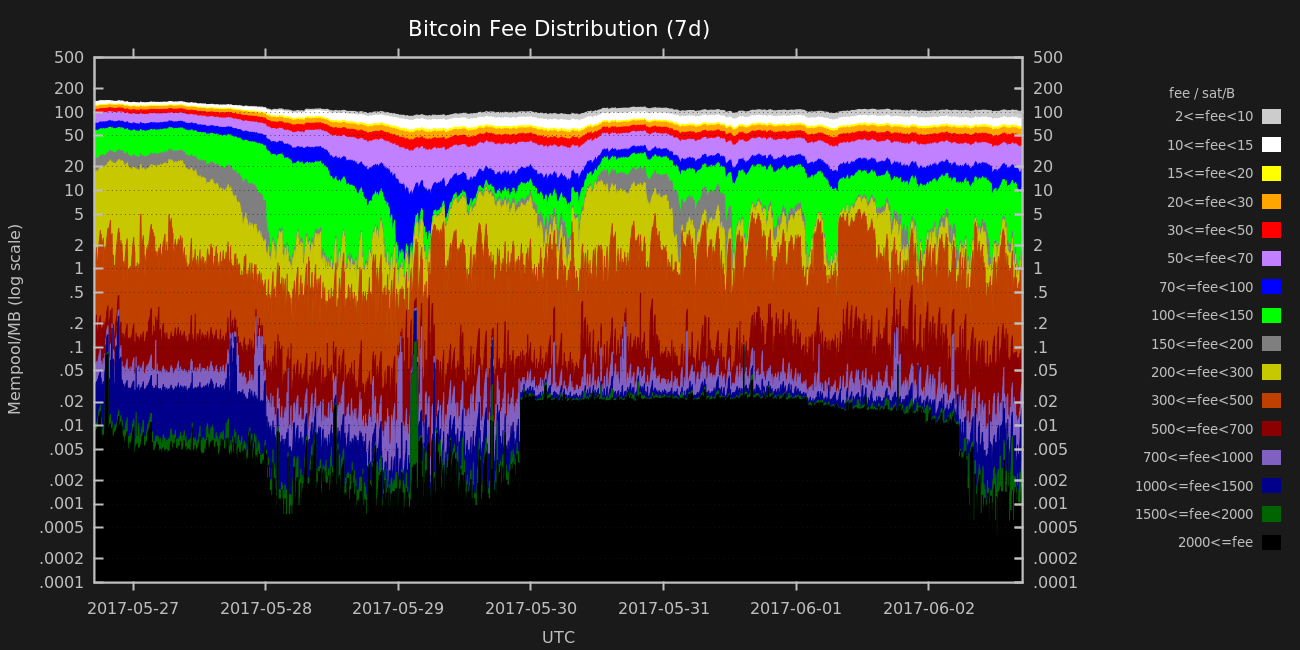 Bitcoin Fee Distribution (7d)
Mempool/MB (log scale)
500
200
100
50
20
10
5
2
1
.5
.2
.1
.05
.02
.01
.005
.002
.001
.0005
.0002
.0001
500
200
100
50
20
10
5
2
1
.5
.2
.1
.05
.02
.01
.005
.002
.001
.0005
.0002
.0001
2017-05-27 2017-05-28 2017-05-29 2017-05-30 2017-05-31 2017-06-01 2017-06-02
UTC
fee / sat/B
2<=fee<10
10<=fee<15
15<=fee<20
20<=fee<30
30<=fee<50
50<=fee<70
70<=fee<100
100<=fee<150
150<=fee<200
200<=fee<300
300<=fee<500
500<=fee<700
700<=fee<1000
1000<=fee<1500
1500<=fee<2000
2000<=fee